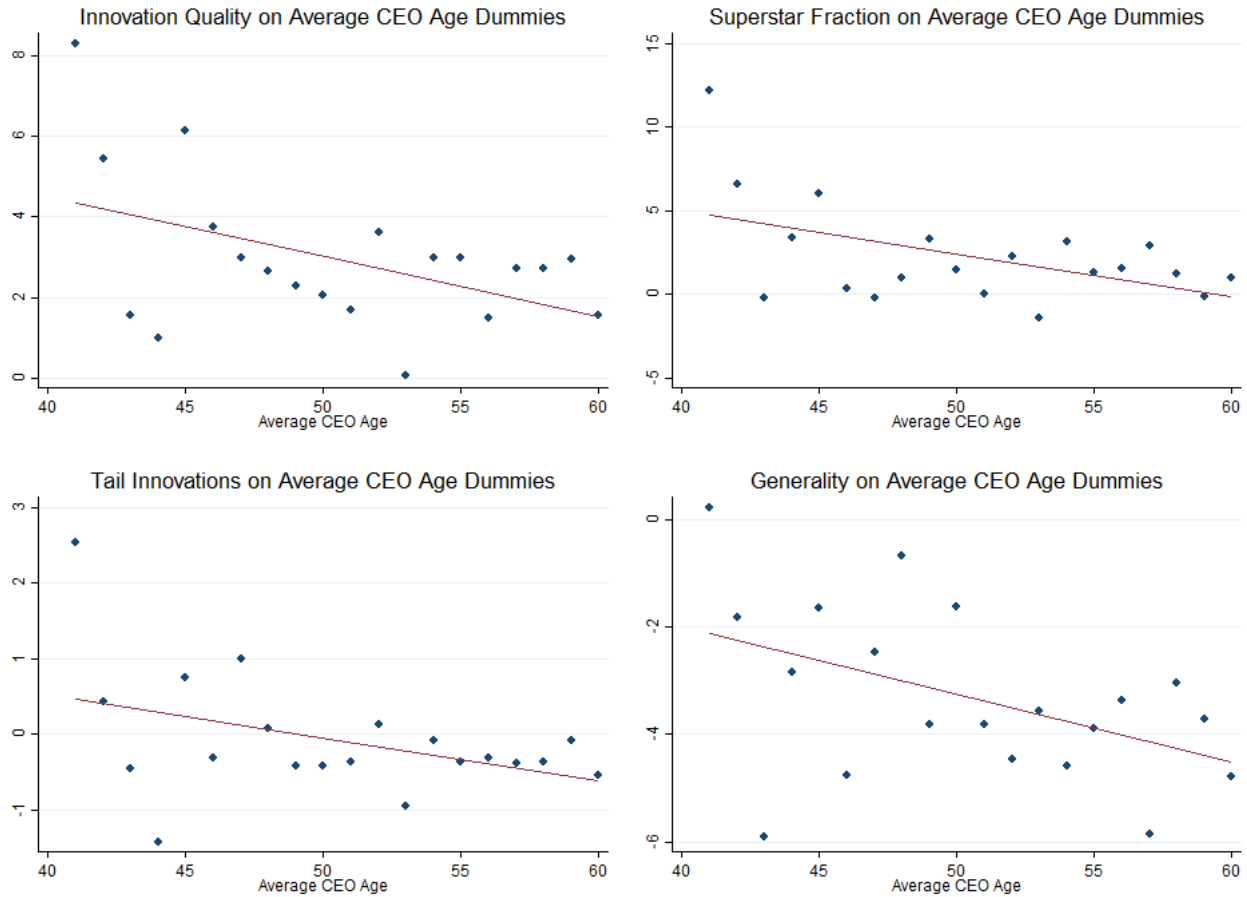 Innovation Quality on Average CEO Age Dummies
8
6
4
2
0
40 45 50 55 60
Average CEO Age
Superstar Fraction on Average CEO Age Dummies
15
10
5
0
-5
40 45 50 55 60
Average CEO Age
Tail Innovations on Average CEO Age Dummies
3
2
1
0
-1
40 45 50 55 60
Average CEO Age
Generality on Average CEO Age Dummies
0
-2
-4
-6
40 45 50 55 60
Average CEO Age